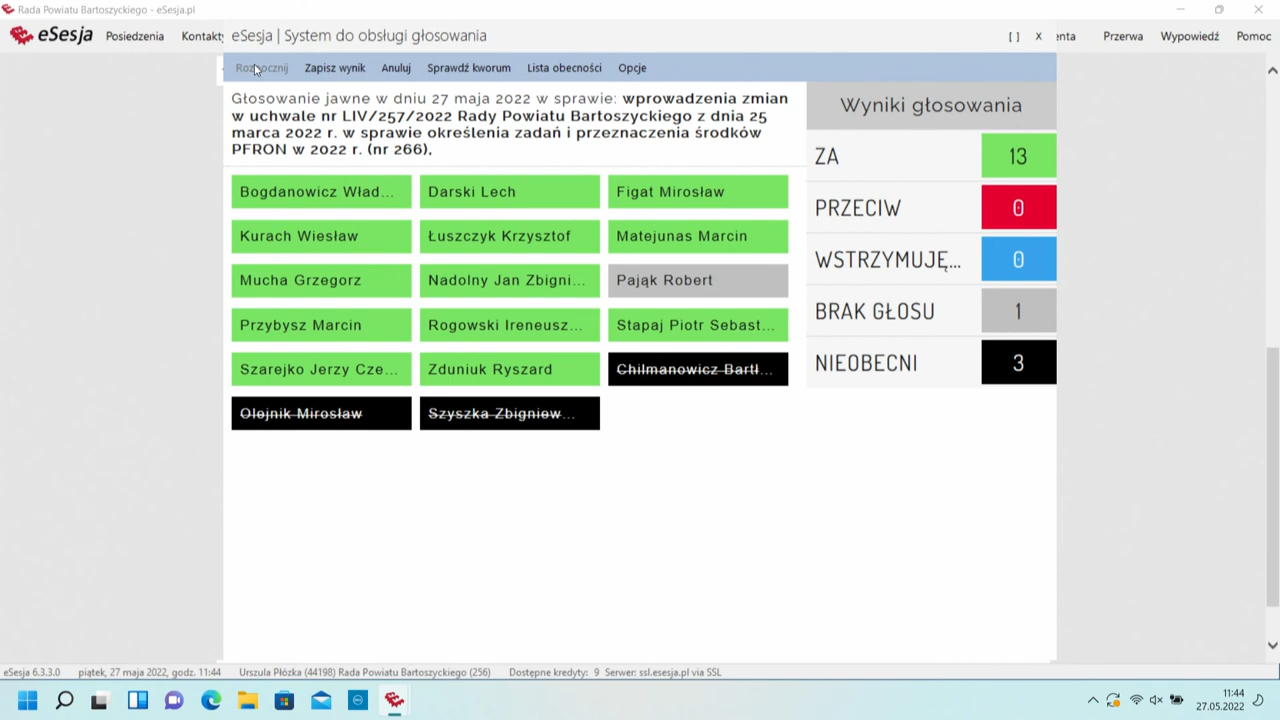 Rada Powiatu Bartoszyckiego - eSesja.pl
eSesja Posiedzenia Kontakty
eSesja | System do obsługi głosowania [ ] X
Przerwa Wypowiedź Pomoc
Rozpocznij Zapisz wynik Anuluj Sprawdź kworum Lista obecności Opcje
Głosowanie jawne w dniu 27 maja 2022 w sprawie: wprowadzenia zmian
w uchwale nr LIV/257/2022 Rady Powiatu Bartoszyckiego z dnia 25
marca 2022 r. w sprawie określenia zadań i przeznaczenia środków
PFRON w 2022 r. (nr 266),
Bogdanowicz Wład... Darski Lech Figat Mirosław
Kurach Wiesław Łuszczyk Krzysztof Matejunas Marcin
Mucha Grzegorz Nadolny Jan Zbigni... Pająk Robert
Przybysz Marcin Rogowski Ireneusz... Stapaj Piotr Sebast...
Szarejko Jerzy Cze... Zduniuk Ryszard Chilmanowicz Bartł...
Olejnik Mirosław Szyszka Zbigniew...
Wyniki głosowania
ZA 13
PRZECIW 0
WSTRZYMUJĘ... 0
BRAK GŁOSU 1
NIEOBECNI 3
eSesja 6.3.3.0 piątek, 27 maja 2022, godz. 11:44 Urszula Płózka (44198) Rada Powiatu Bartoszyckiego (256) Dostępne kredyty: 9 Serwer: ssl.esesja.pl via SSL
11:44
27.05.2022